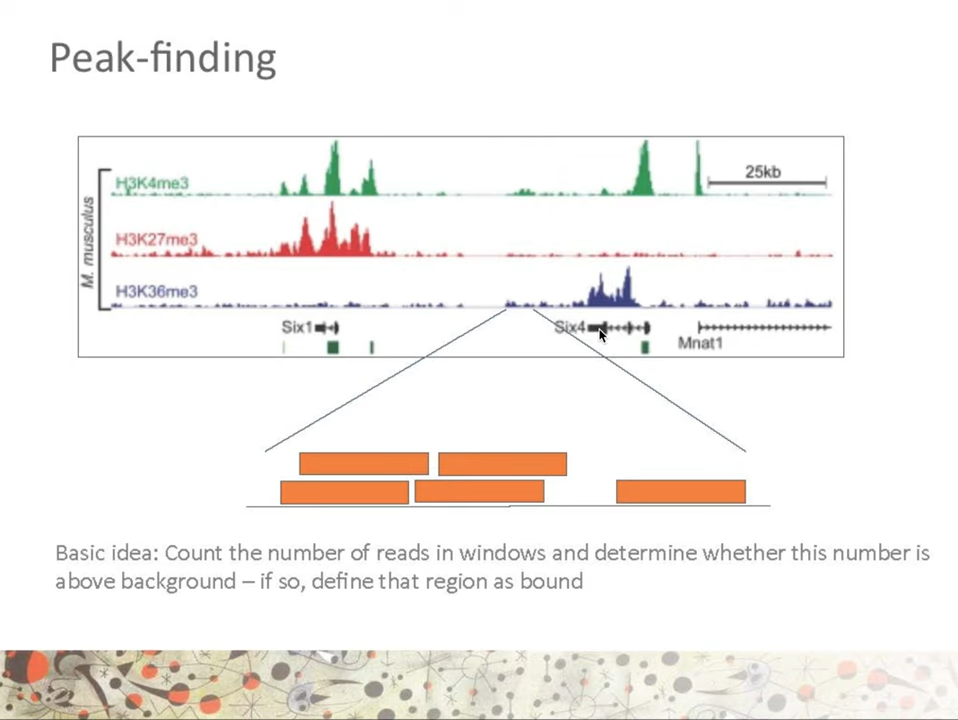 Peak-finding
M. musculus
H3K4me3
25kb
H3K27me3
H3K36me3
Six1
Six4
Mnat1
Basic idea: Count the number of reads in windows and determine whether this number is
above background – if so, define that region as bound